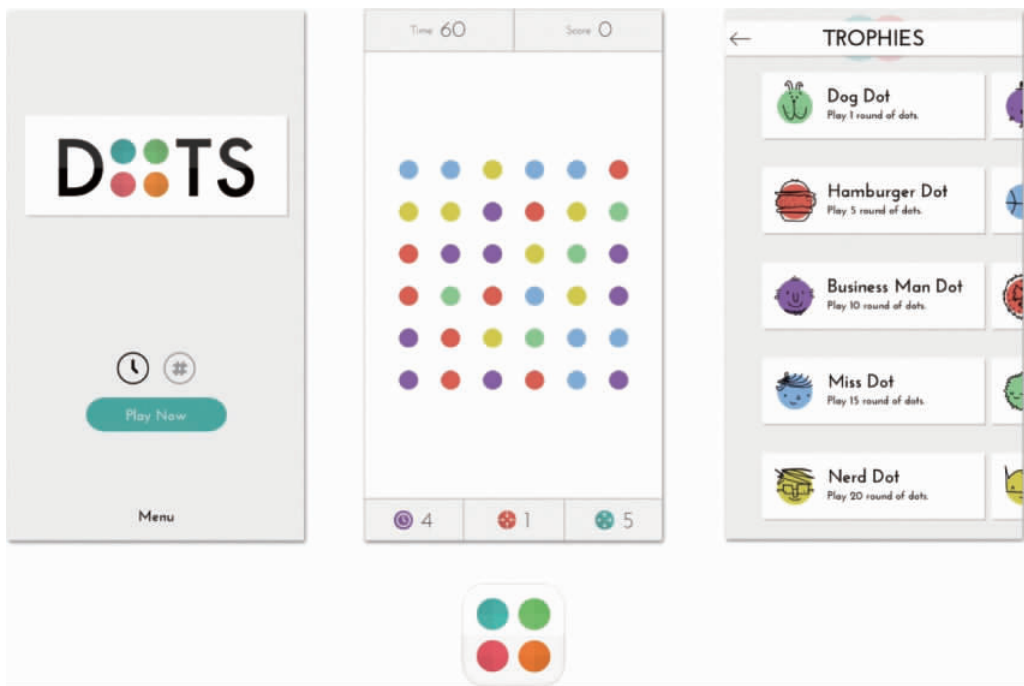 DOTS
Play Now
Menu
Time 60
Score 0
4
1
5
TROPHIES
Dog Dot
Play 1 round of dots.
Hamburger Dot
Play 5 round of dots.
Business Man Dot
Play 10 round of dots.
Miss Dot
Play 15 round of dots.
Nerd Dot
Play 20 round of dots.